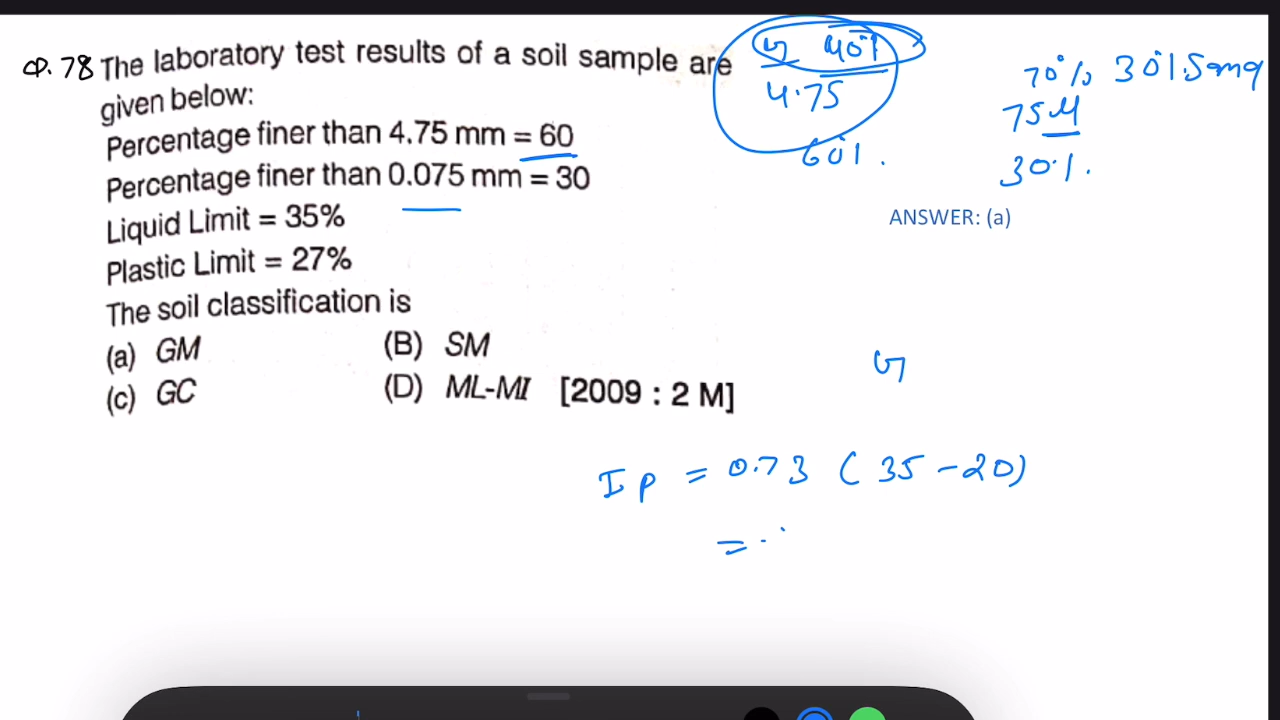 Q.78 The laboratory test results of a soil sample are
given below:
Percentage finer than 4.75 mm = 60
Percentage finer than 0.075 mm = 30
Liquid Limit = 35%
Plastic Limit = 27%
The soil classification is
(a) GM (B) SM
(c) GC (D) ML-MI [2009 : 2 M]
G 40%
4.75
60%.
70% 30%
75
30%.
ANSWER: (a)
G
Ip = 0.73 (35-20)
=